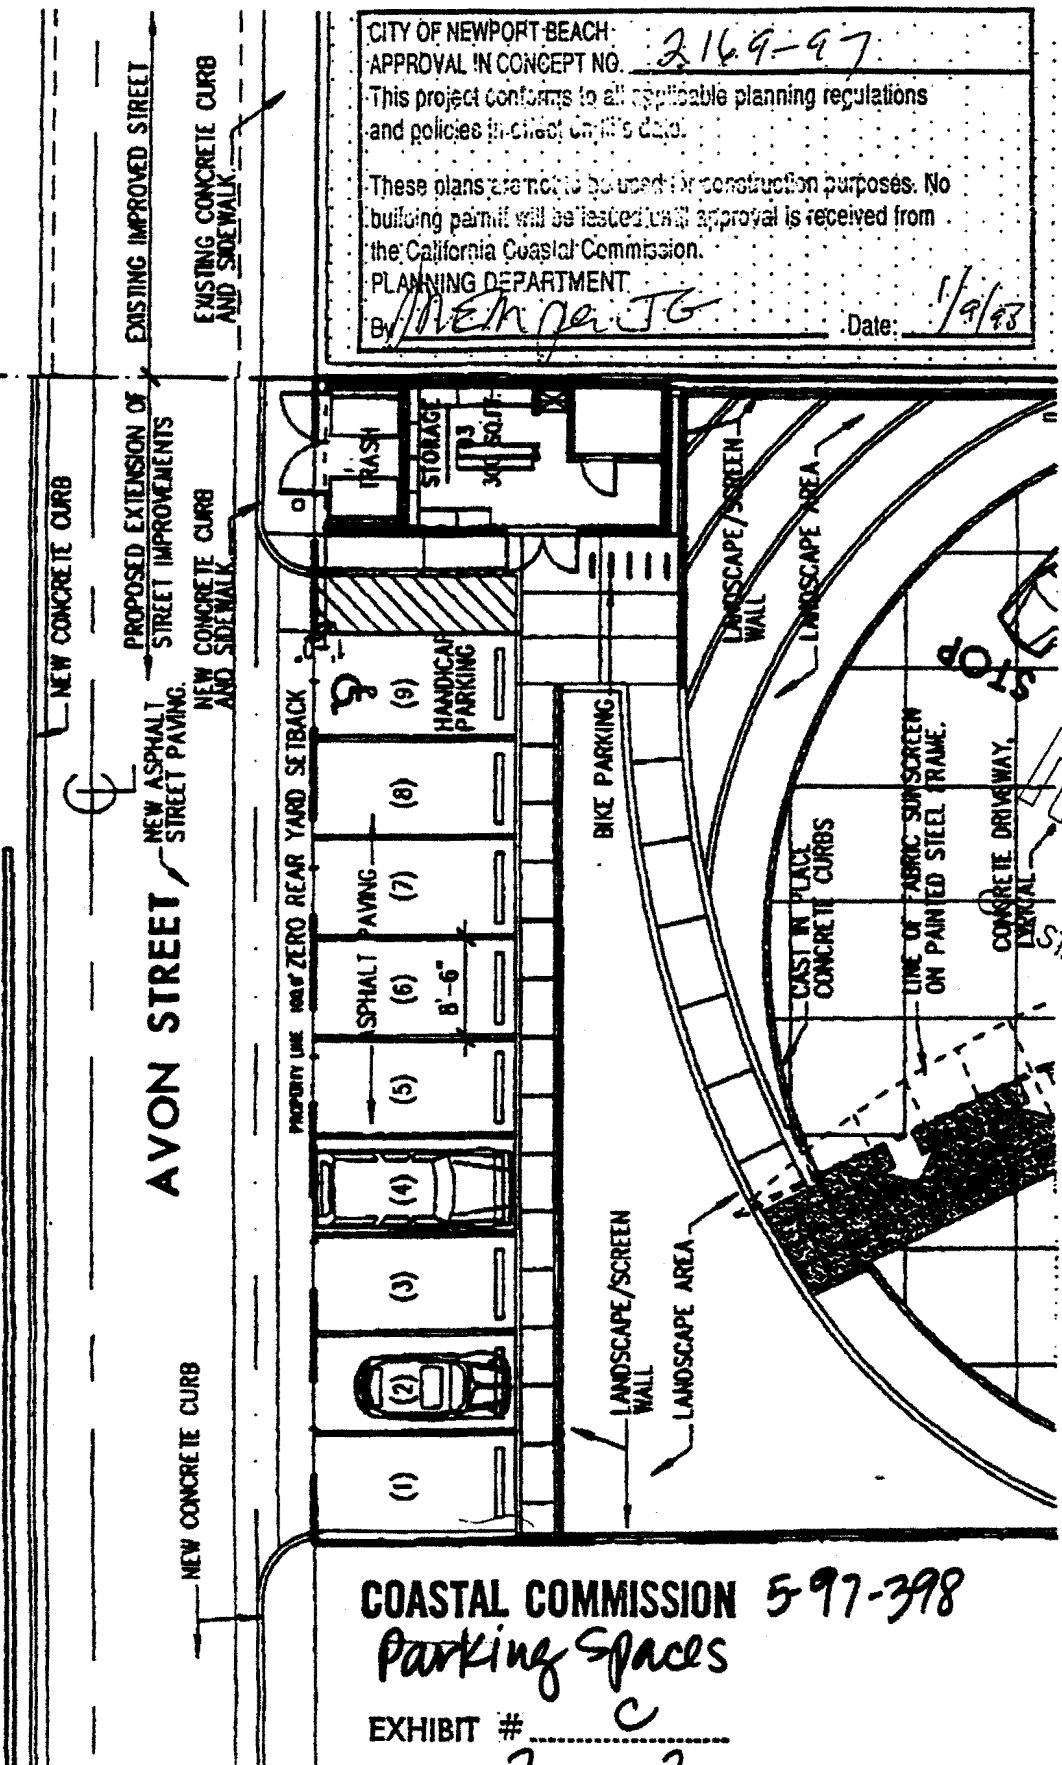 CITY OF NEWPORT BEACH
APPROVAL IN CONCEPT NO. 2169-97
This project conforms to all applicable planning regulations
and policies in effect on this date.
These plans are not to be used for construction purposes. No
building permit will be issued until approval is received from
the California Coastal Commission.
PLANNING DEPARTMENT
By
Date: 1/9/98
EXISTING IMPROVED STREET
EXISTING CONCRETE CURB
AND SIDEWALK
NEW CONCRETE CURB
PROPOSED EXTENSION OF
STREET IMPROVEMENTS
NEW CONCRETE CURB
AND SIDEWALK
NEW ASPHALT
STREET PAVING.
AVON STREET
NEW CONCRETE CURB
PROPERTY LINE
ZERO REAR YARD SETBACK
TRASH
STORAGE
300 SQ.FT.
HANDICAP
PARKING
(9)
(8)
(7)
(6)
(5)
(4)
(3)
(2)
(1)
ASPHALT PAVING
8'-6"
BIKE PARKING
LANDSCAPE/SCREEN
WALL
LANDSCAPE AREA
STOP
CAST IN PLACE
CONCRETE CURBS
LINE OF FABRIC SUNSCREEN
ON PAINTED STEEL FRAME.
CONCRETE DRIVEWAY,
TYPICAL
LANDSCAPE/SCREEN
WALL
LANDSCAPE AREA
COASTAL COMMISSION 5-97-398
Parking Spaces
EXHIBIT # C